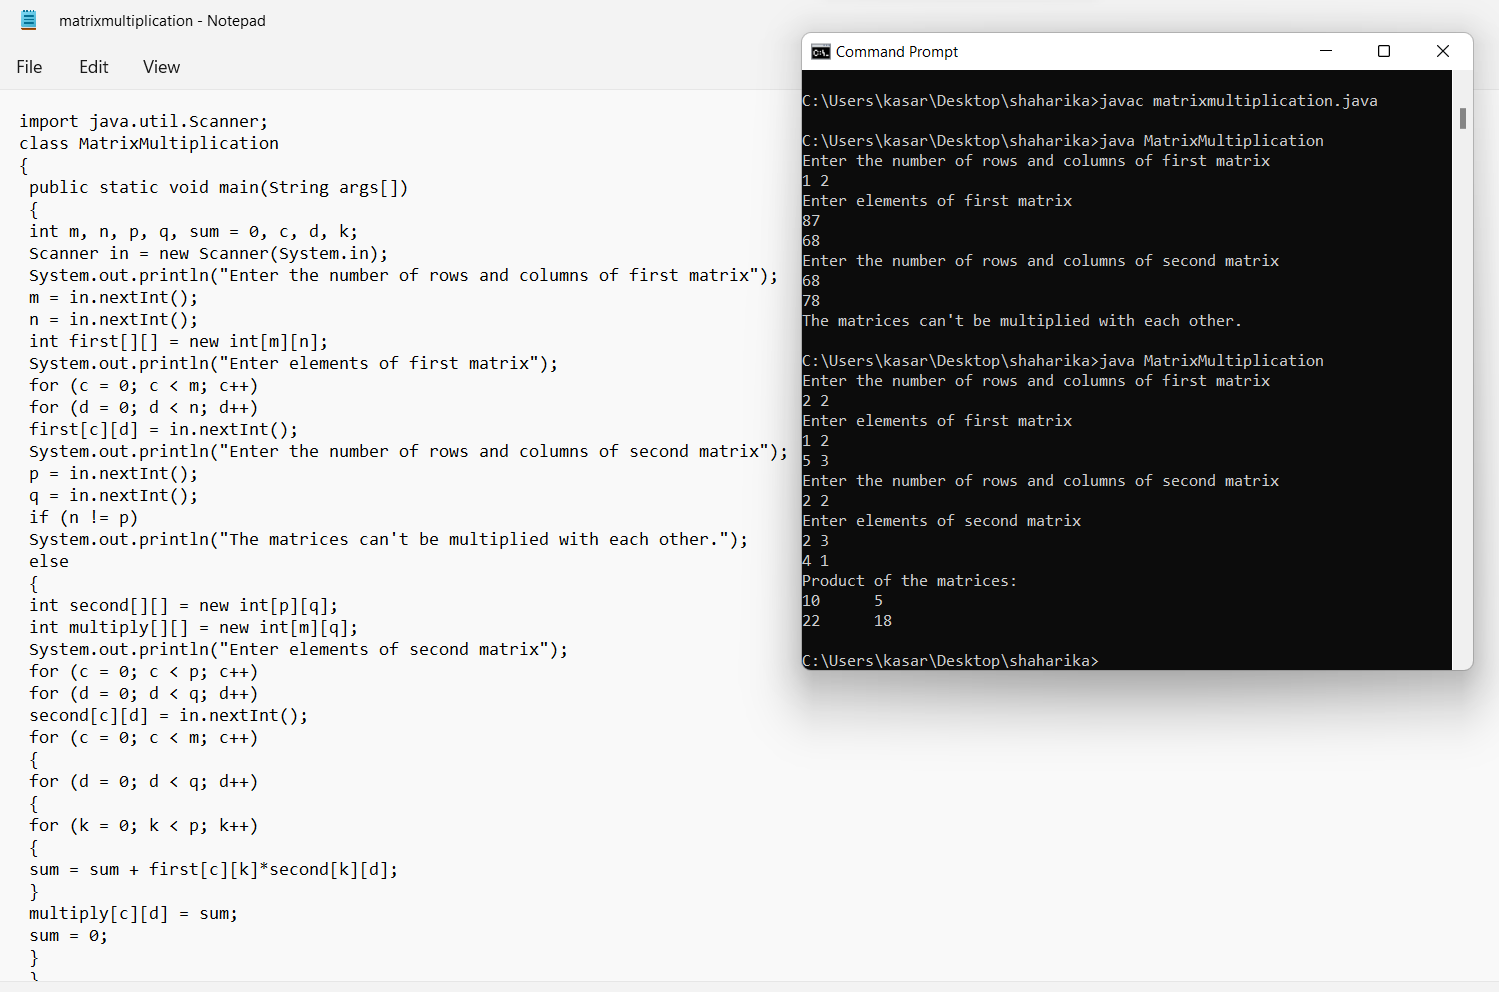 matrixmultiplication - Notepad
File Edit View
import java.util.Scanner;
class MatrixMultiplication
{
public static void main(String args[])
{
int m, n, p, q, sum = 0, c, d, k;
Scanner in = new Scanner(System.in);
System.out.println("Enter the number of rows and columns of first matrix");
m = in.nextInt();
n = in.nextInt();
int first[][] = new int[m][n];
System.out.println("Enter elements of first matrix");
for (c = 0; c < m; c++)
for (d = 0; d < n; d++)
first[c][d] = in.nextInt();
System.out.println("Enter the number of rows and columns of second matrix");
p = in.nextInt();
q = in.nextInt();
if (n != p)
System.out.println("The matrices can't be multiplied with each other.");
else
{
int second[][] = new int[p][q];
int multiply[][] = new int[m][q];
System.out.println("Enter elements of second matrix");
for (c = 0; c < p; c++)
for (d = 0; d < q; d++)
second[c][d] = in.nextInt();
for (c = 0; c < m; c++)
{
for (d = 0; d < q; d++)
{
for (k = 0; k < p; k++)
{
sum = sum + first[c][k]*second[k][d];
}
multiply[c][d] = sum;
sum = 0;
}
}
Command Prompt
C:\Users\kasar\Desktop\shaharika>javac matrixmultiplication.java
C:\Users\kasar\Desktop\shaharika>java MatrixMultiplication
Enter the number of rows and columns of first matrix
1 2
Enter elements of first matrix
87
68
Enter the number of rows and columns of second matrix
68
78
The matrices can't be multiplied with each other.
C:\Users\kasar\Desktop\shaharika>java MatrixMultiplication
Enter the number of rows and columns of first matrix
2 2
Enter elements of first matrix
1 2
5 3
Enter the number of rows and columns of second matrix
2 2
Enter elements of second matrix
2 3
4 1
Product of the matrices:
10 5
22 18
C:\Users\kasar\Desktop\shaharika>